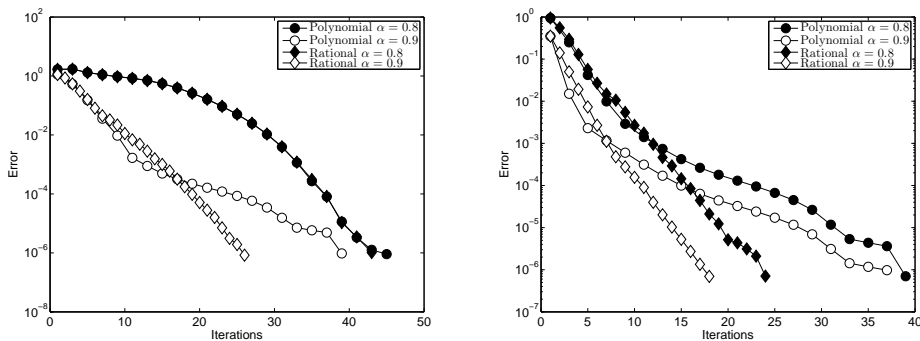 10^2
10^0
10^-2
10^-4
10^-6
10^-8
Error
0
10
20
30
40
50
Iterations
Polynomial α = 0.8
Polynomial α = 0.9
Rational α = 0.8
Rational α = 0.9
10^0
10^-1
10^-2
10^-3
10^-4
10^-5
10^-6
10^-7
Error
0
5
10
15
20
25
30
35
40
Iterations
Polynomial α = 0.8
Polynomial α = 0.9
Rational α = 0.8
Rational α = 0.9